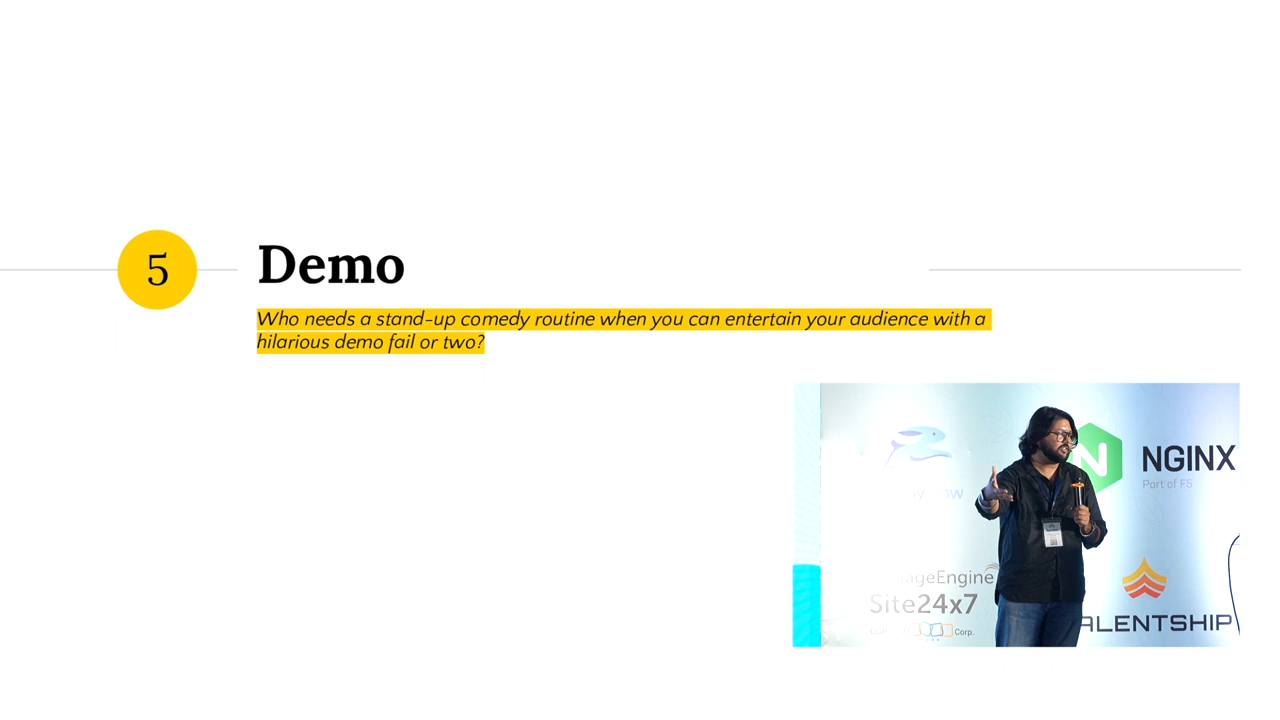 5
Demo
Who needs a stand-up comedy routine when you can entertain your audience with a
hilarious demo fail or two?
N
NGINX
Part of F5
ageEngine
Site24x7
Corp.
ALENTSHIP